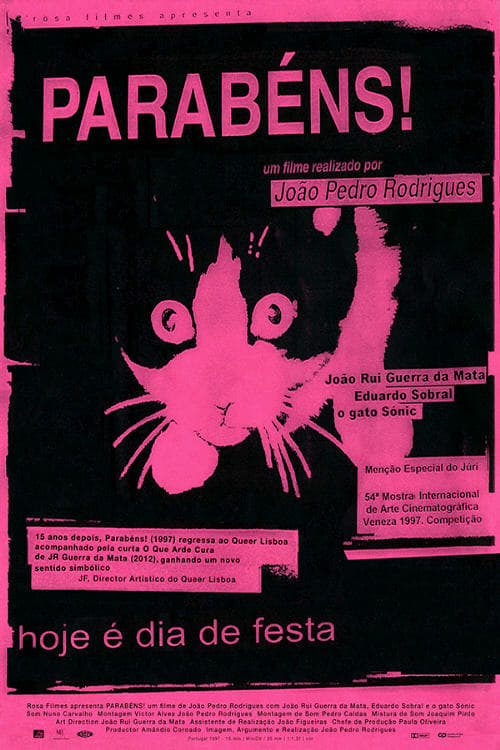 rosa filmes apresenta
PARABÉNS!
um filme realizado por
João Pedro Rodrigues
João Rui Guerra da Mata
Eduardo Sobral
o gato Sónic
Menção Especial do Júri
54ª Mostra Internacional
de Arte Cinematográfica
Veneza 1997. Competição
15 anos depois, Parabéns! (1997) regressa ao Queer Lisboa
acompanhado pela curta O Que Arde Cura
de JR Guerra da Mata (2012), ganhando um novo
sentido simbólico
JF, Director Artístico do Queer Lisboa
hoje é dia de festa
Rosa Filmes apresenta PARABÉNS! um filme de João Pedro Rodrigues com João Rui Guerra da Mata, Eduardo Sobral e o gato Sónic
Som Nuno Carvalho Montagem Vítor Alves João Pedro Rodrigues Montagem de Som Pedro Caldas Mistura de Som Joaquim Pinto
Art Direction João Rui Guerra da Mata Assistente de Realização João Figueiras Chefe de Produção Paula Oliveira
Productor Amândio Coroado Imagem, Argumento e Realização João Pedro Rodrigues